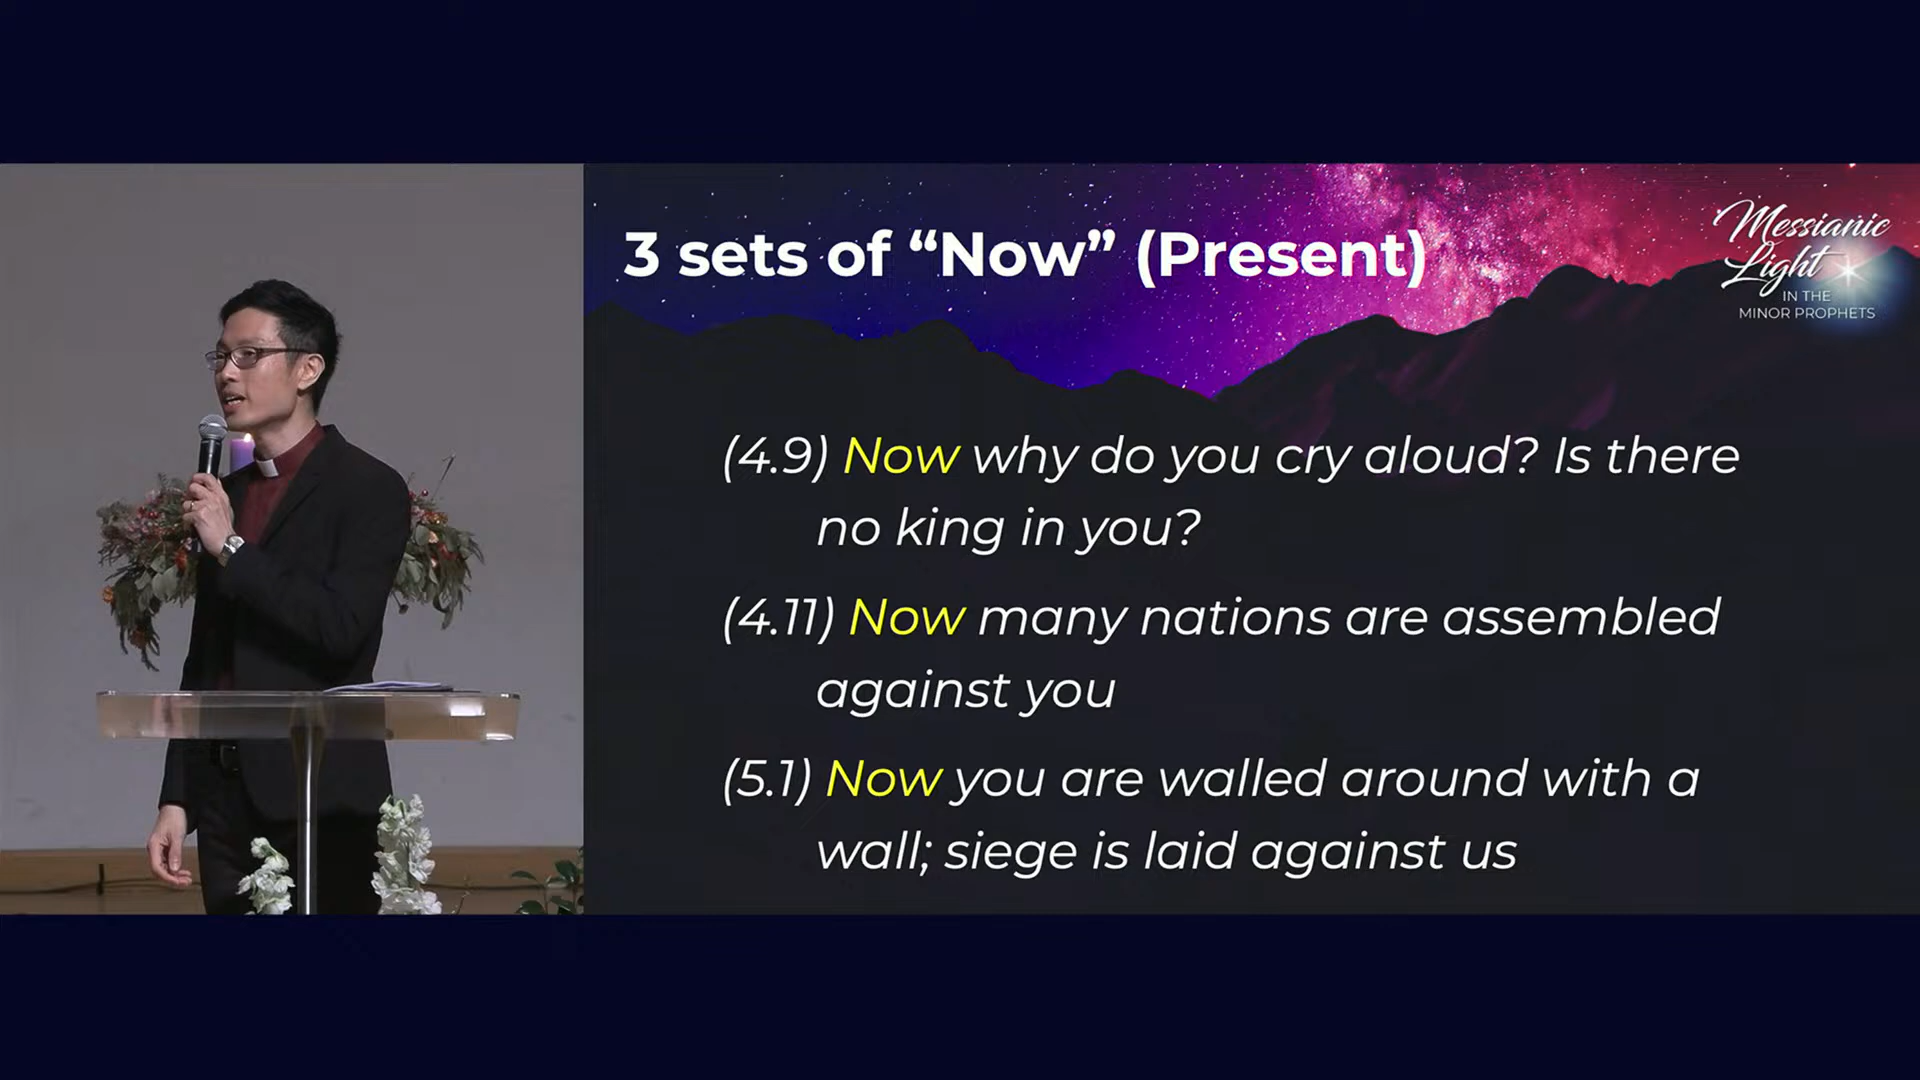 3 sets of “Now” (Present)
Messianic
Light
IN THE
MINOR PROPHETS
(4.9) Now why do you cry aloud? Is there
no king in you?
(4.11) Now many nations are assembled
against you
(5.1) Now you are walled around with a
wall; siege is laid against us